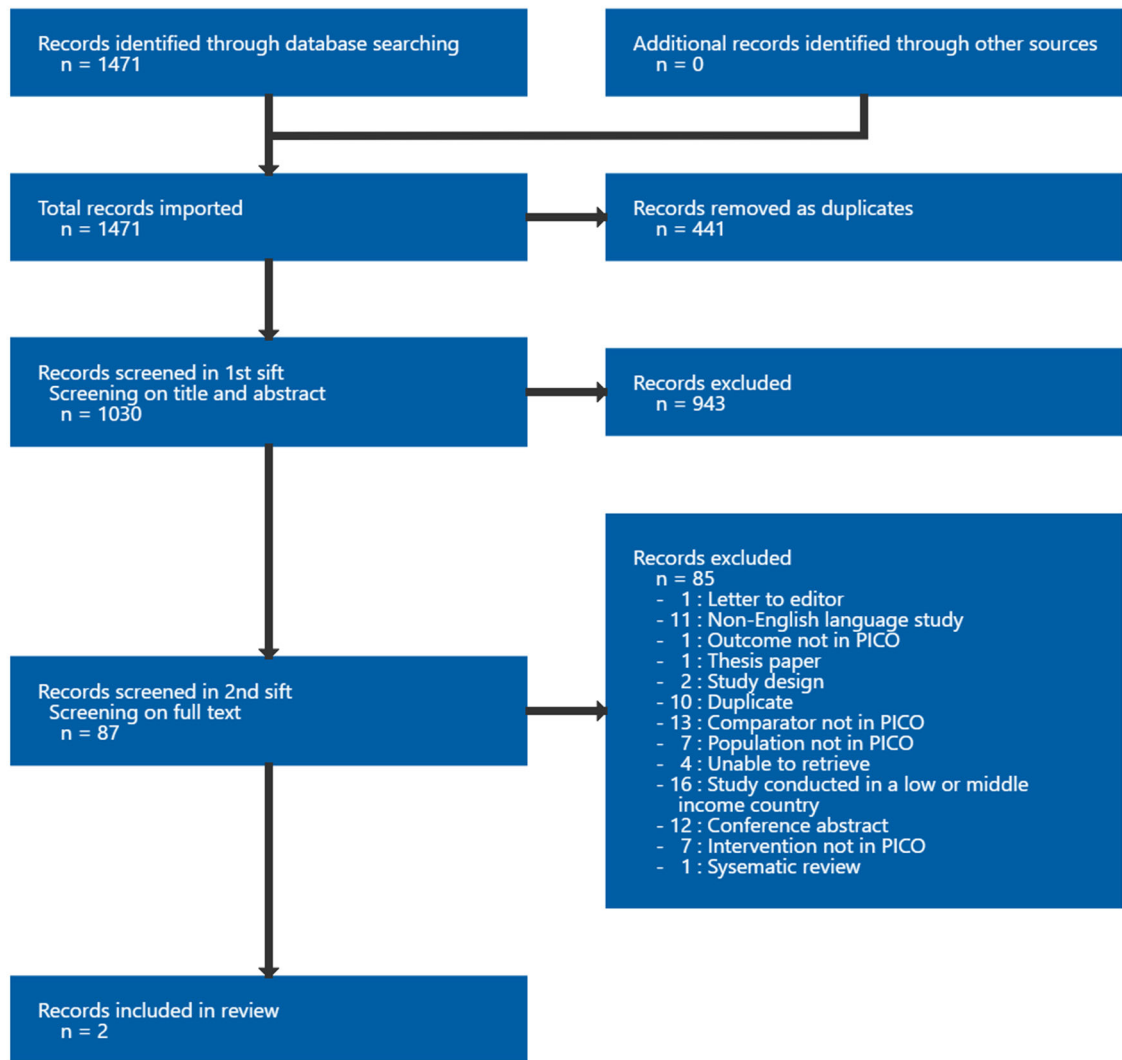 Records identified through database searching
n = 1471
Additional records identified through other sources
n = 0
Total records imported
n = 1471
Records removed as duplicates
n = 441
Records screened in 1st sift
Screening on title and abstract
n = 1030
Records excluded
n = 943
Records screened in 2nd sift
Screening on full text
n = 87
Records excluded
n = 85
- 1 : Letter to editor
- 11 : Non-English language study
- 1 : Outcome not in PICO
- 1 : Thesis paper
- 2 : Study design
- 10 : Duplicate
- 13 : Comparator not in PICO
- 7 : Population not in PICO
- 4 : Unable to retrieve
- 16 : Study conducted in a low or middle
income country
- 12 : Conference abstract
- 7 : Intervention not in PICO
- 1 : Sysematic review
Records included in review
n = 2